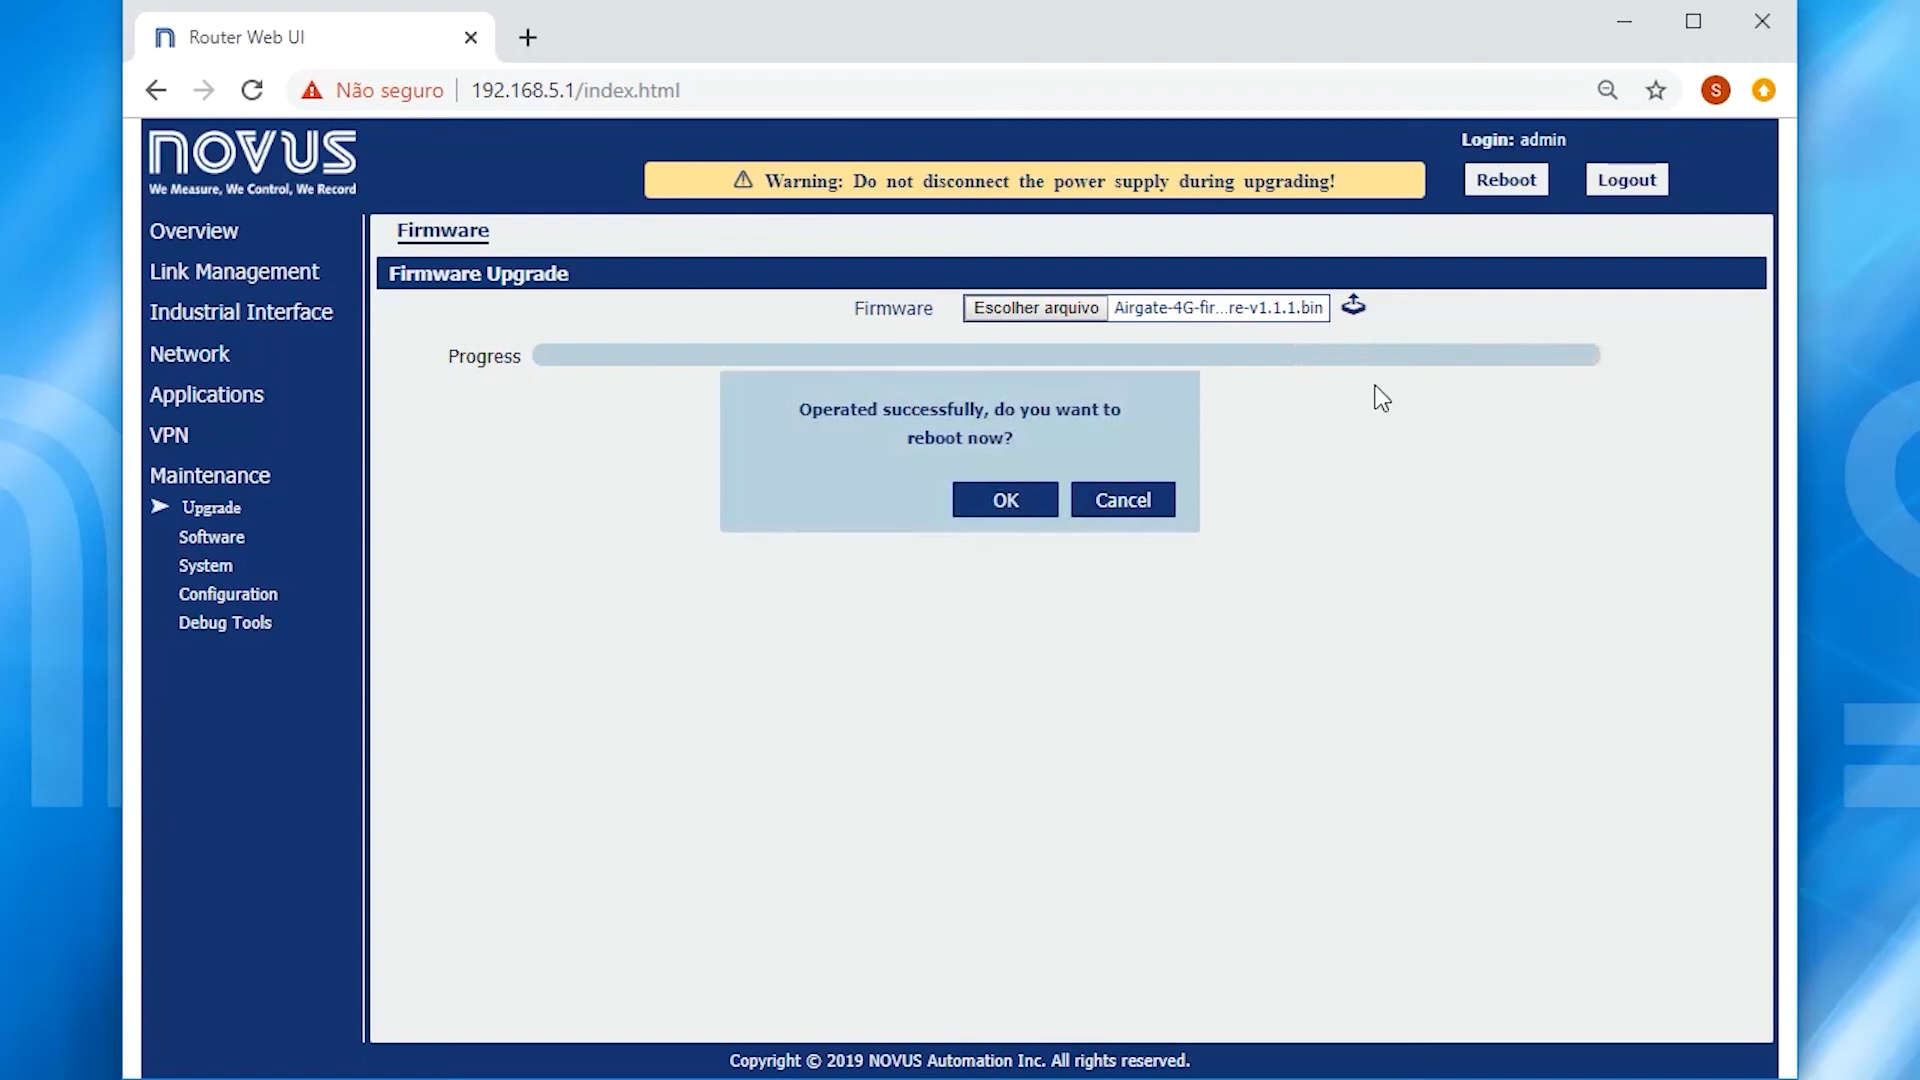 Router Web UI
Não seguro
192.168.5.1/index.html
S
NOVUS
We Measure, We Control, We Record
Login: admin
Warning: Do not disconnect the power supply during upgrading!
Reboot
Logout
Overview
Link Management
Industrial Interface
Network
Applications
VPN
Maintenance
Upgrade
Software
System
Configuration
Debug Tools
Firmware
Firmware Upgrade
Firmware
Escolher arquivo
Airgate-4G-fir...re-v1.1.1.bin
Progress
Operated successfully, do you want to
reboot now?
OK
Cancel
Copyright © 2019 NOVUS Automation Inc. All rights reserved.